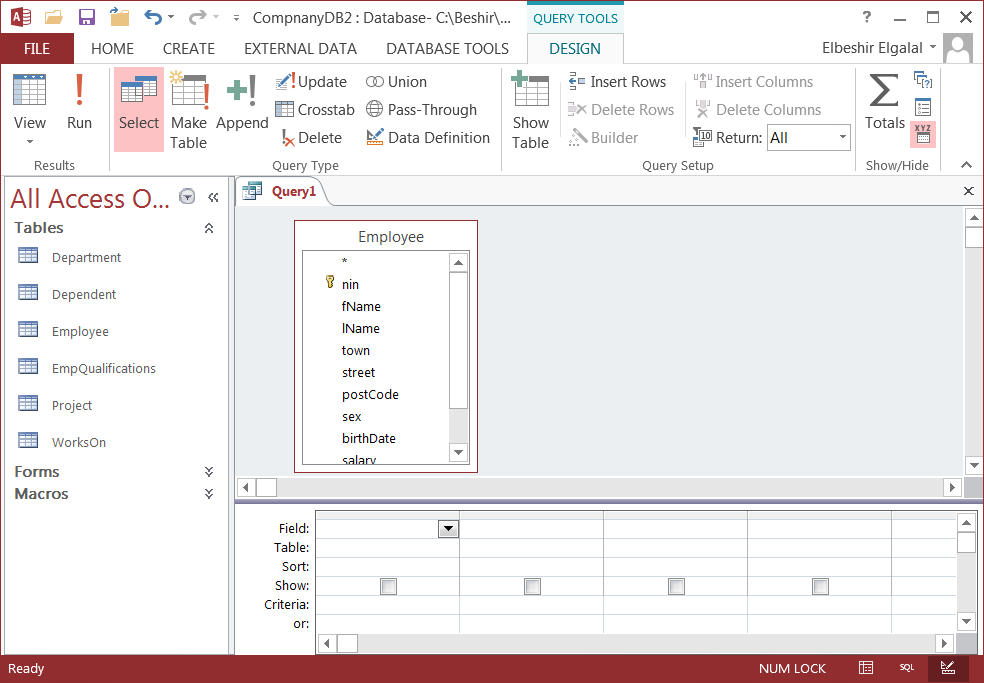 CompnanyDB2 : Database- C:\Beshir\...
QUERY TOOLS
?
FILE
HOME
CREATE
EXTERNAL DATA
DATABASE TOOLS
DESIGN
Elbeshir Elgalal
View
Run
Results
Select
Make Table
Append
Update
Crosstab
Delete
Union
Pass-Through
Data Definition
Query Type
Show Table
Insert Rows
Delete Rows
Builder
Insert Columns
Delete Columns
Return: All
Query Setup
Totals
XYZ
Show/Hide
All Access O...
Tables
Department
Dependent
Employee
EmpQualifications
Project
WorksOn
Forms
Macros
Query1
Employee
*
nin
fName
lName
town
street
postCode
sex
birthDate
salary
Field:
Table:
Sort:
Show:
Criteria:
or:
Ready
NUM LOCK
SQL